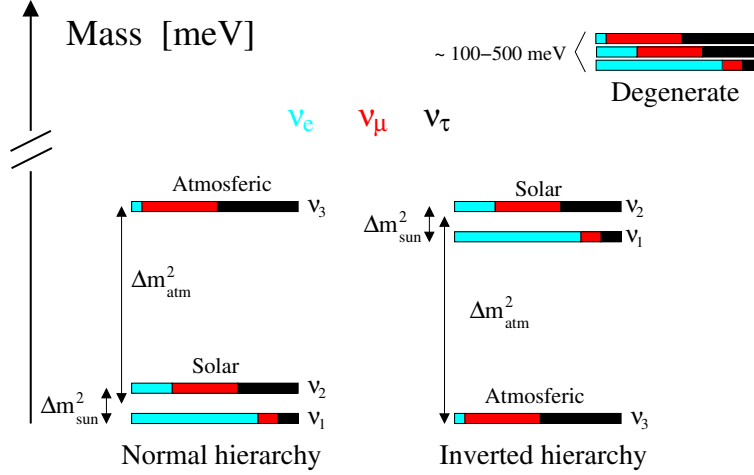 Mass [meV]
~ 100−500 meV
Degenerate
νe νμ ντ
Atmosferic
ν3
Δm²atm
Solar
ν2
Δm²sun
ν1
Normal hierarchy
Solar
ν2
Δm²sun
ν1
Δm²atm
Atmosferic
ν3
Inverted hierarchy